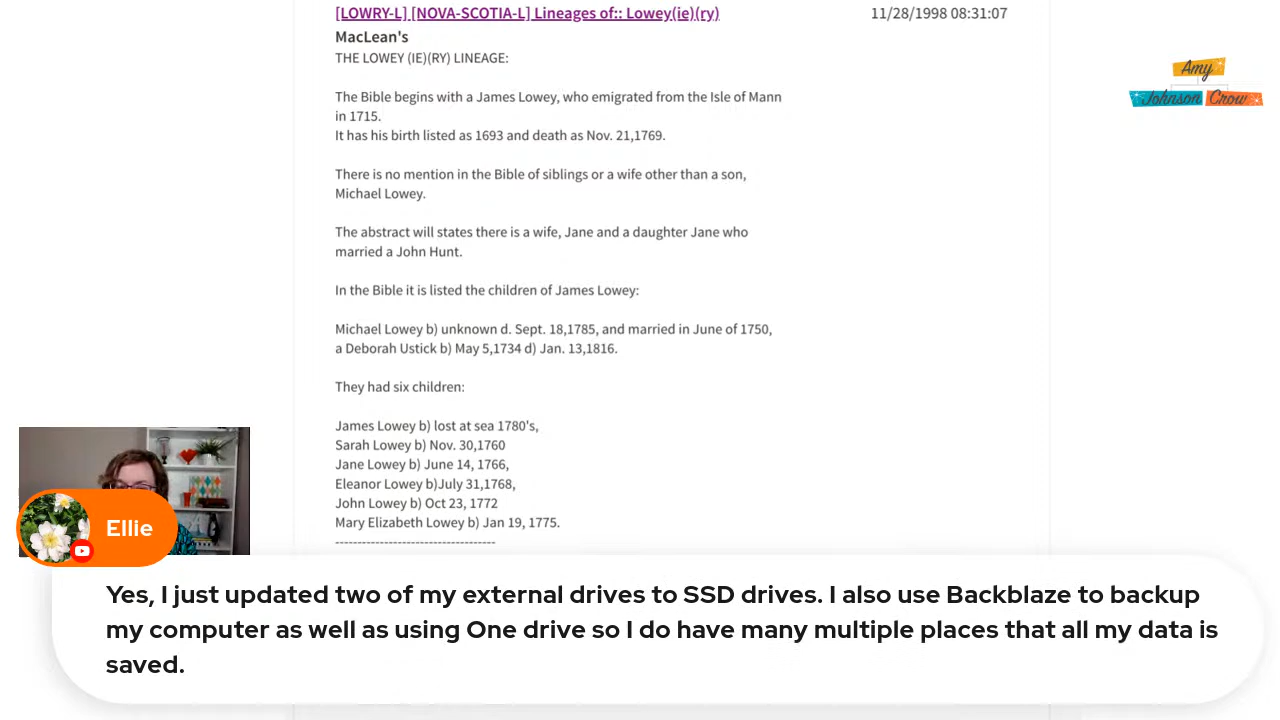 [LOWRY-L] [NOVA-SCOTIA-L] Lineages of:: Lowey(ie)(ry)
11/28/1998 08:31:07
MacLean's
THE LOWEY (IE)(RY) LINEAGE:
Amy
Johnson Crow
The Bible begins with a James Lowey, who emigrated from the Isle of Mann
in 1715.
It has his birth listed as 1693 and death as Nov. 21,1769.
There is no mention in the Bible of siblings or a wife other than a son,
Michael Lowey.
The abstract will states there is a wife, Jane and a daughter Jane who
married a John Hunt.
In the Bible it is listed the children of James Lowey:
Michael Lowey b) unknown d. Sept. 18,1785, and married in June of 1750,
a Deborah Ustick b) May 5,1734 d) Jan. 13,1816.
They had six children:
James Lowey b) lost at sea 1780's,
Sarah Lowey b) Nov. 30,1760
Jane Lowey b) June 14, 1766,
Eleanor Lowey b)July 31,1768,
John Lowey b) Oct 23, 1772
Mary Elizabeth Lowey b) Jan 19, 1775.
------------------------------------
Ellie
Yes, I just updated two of my external drives to SSD drives. I also use Backblaze to backup
my computer as well as using One drive so I do have many multiple places that all my data is
saved.